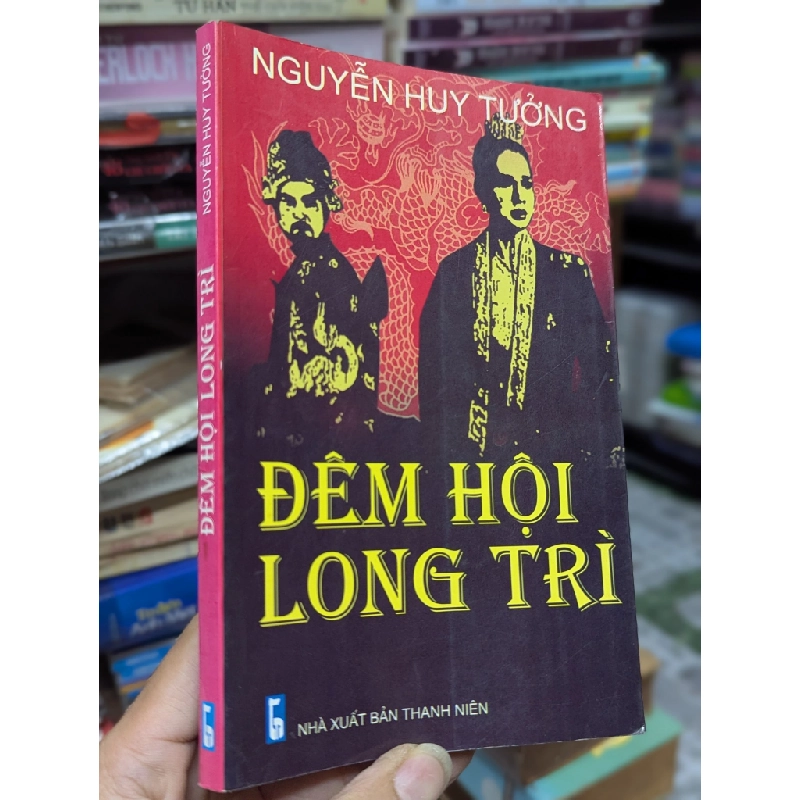 NGUYỄN HUY TƯỞNG
ĐÊM HỘI
LONG TRÌ
NHÀ XUẤT BẢN THANH NIÊN
NGUYỄN HUY TƯỞNG
ĐÊM HỘI LONG TRÌ